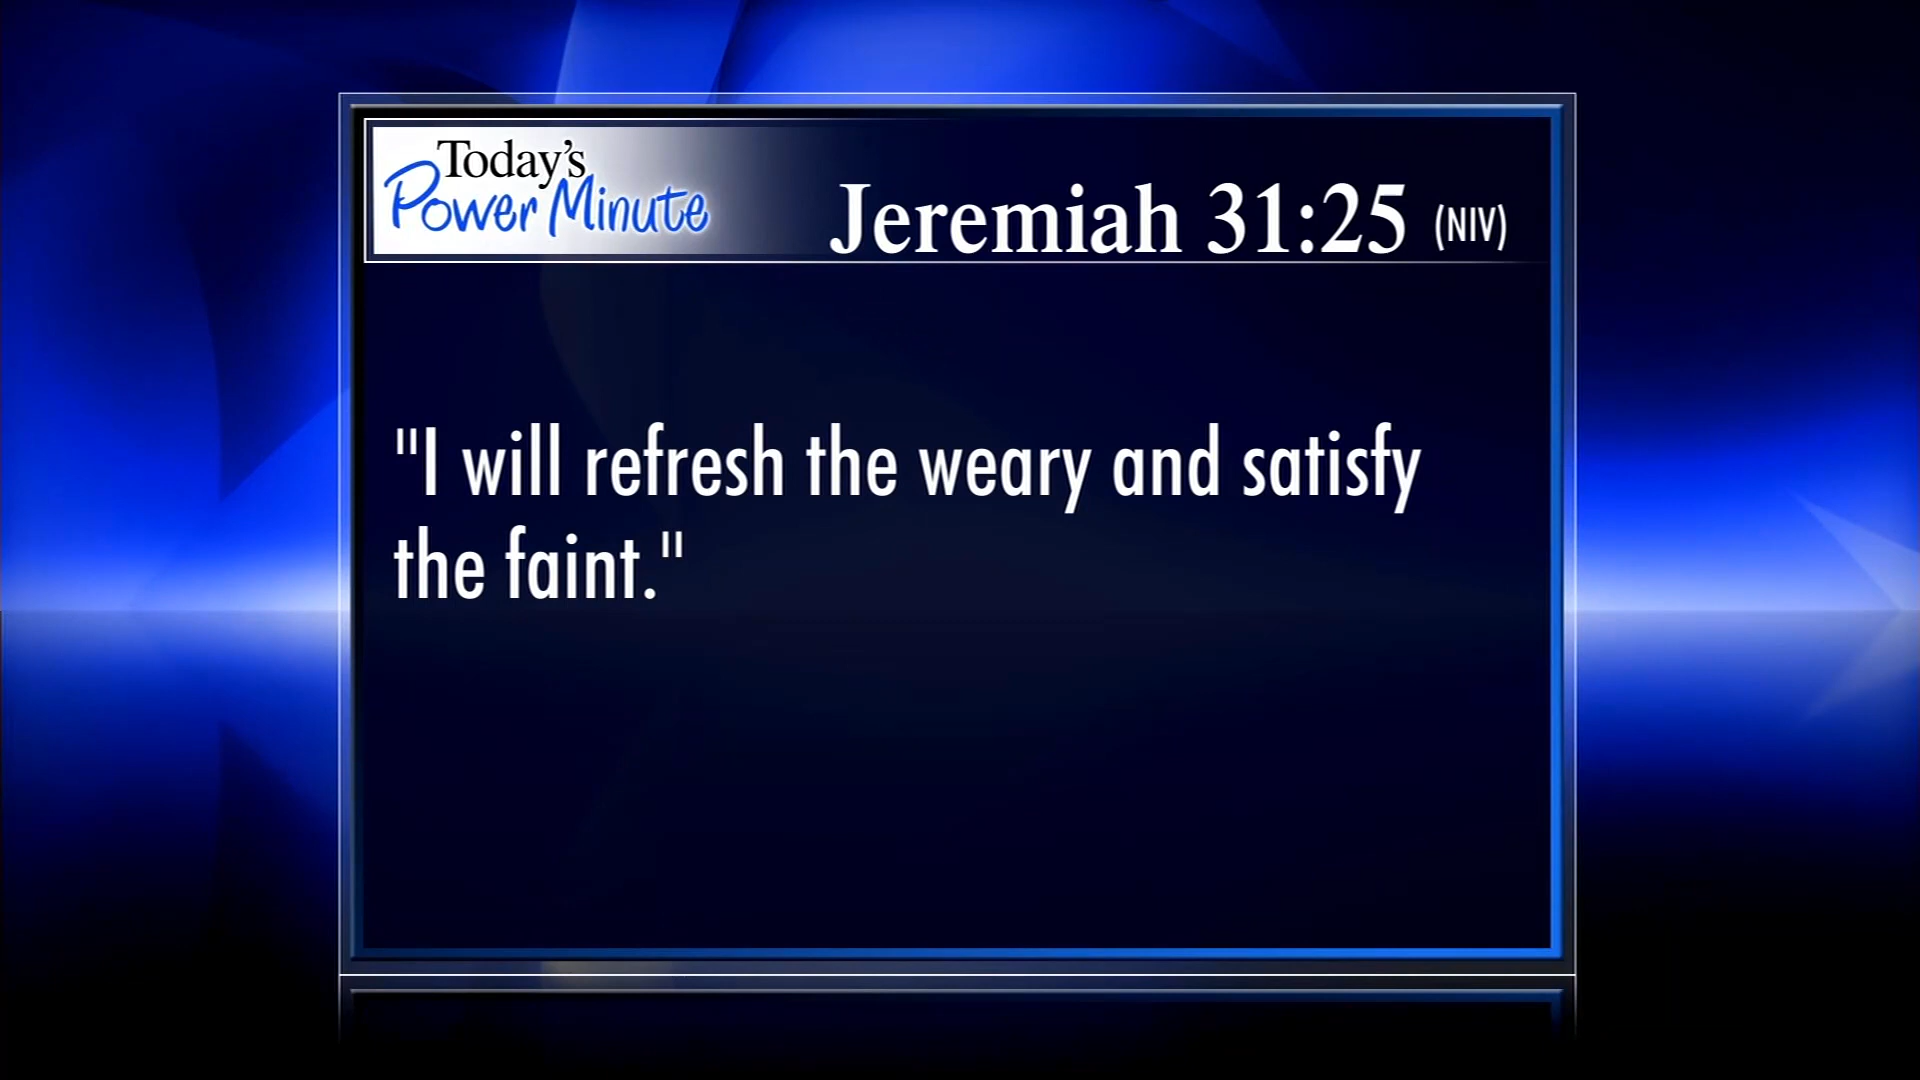 Today's
Power Minute
Jeremiah 31:25 (NIV)
"I will refresh the weary and satisfy
the faint."